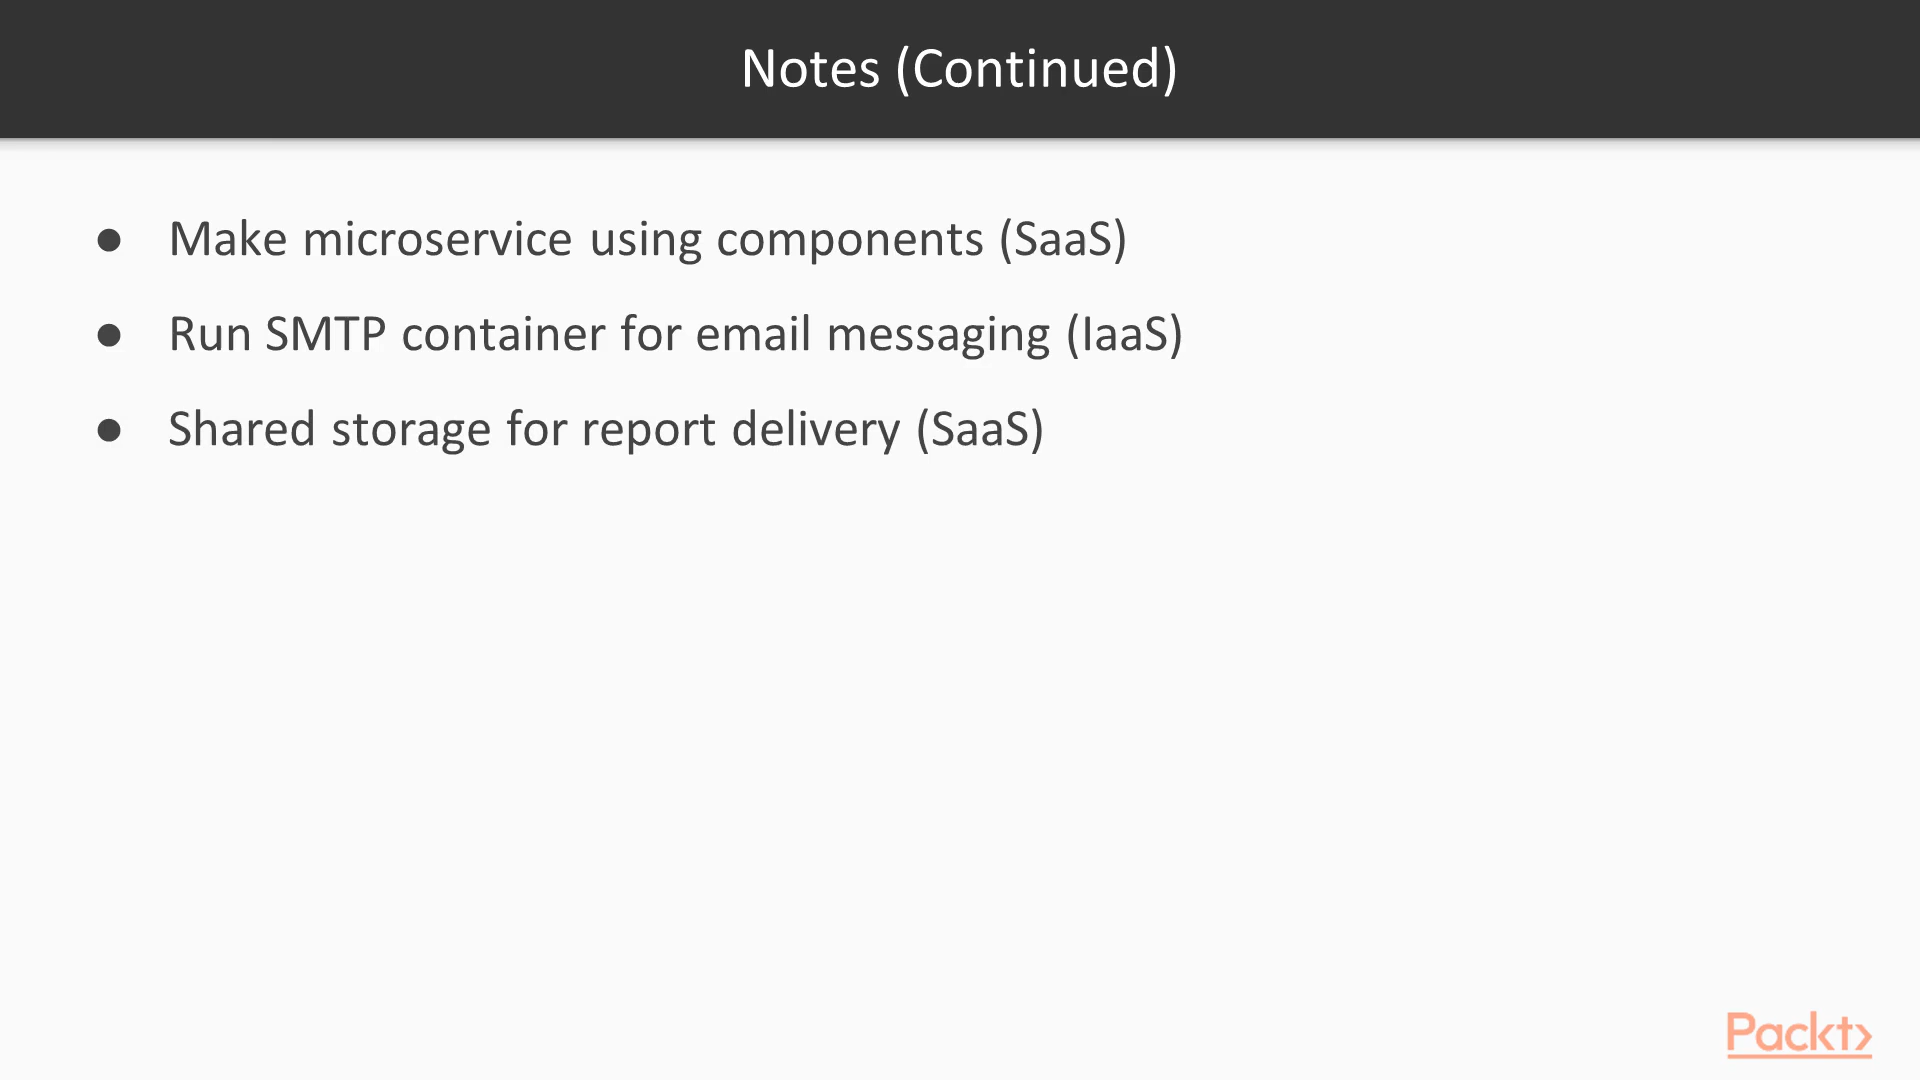 Notes (Continued)
● Make microservice using components (SaaS)
● Run SMTP container for email messaging (IaaS)
● Shared storage for report delivery (SaaS)
Packt>